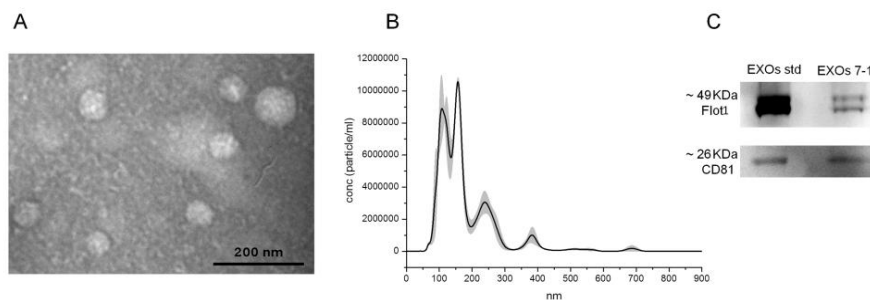 A
B
C
200 nm
conc (particle/ml)
12000000
10000000
8000000
6000000
4000000
2000000
0
0 100 200 300 400 500 600 700 800 900
nm
EXOs std EXOs 7-1
~ 49KDa
Flot1
~ 26KDa
CD81